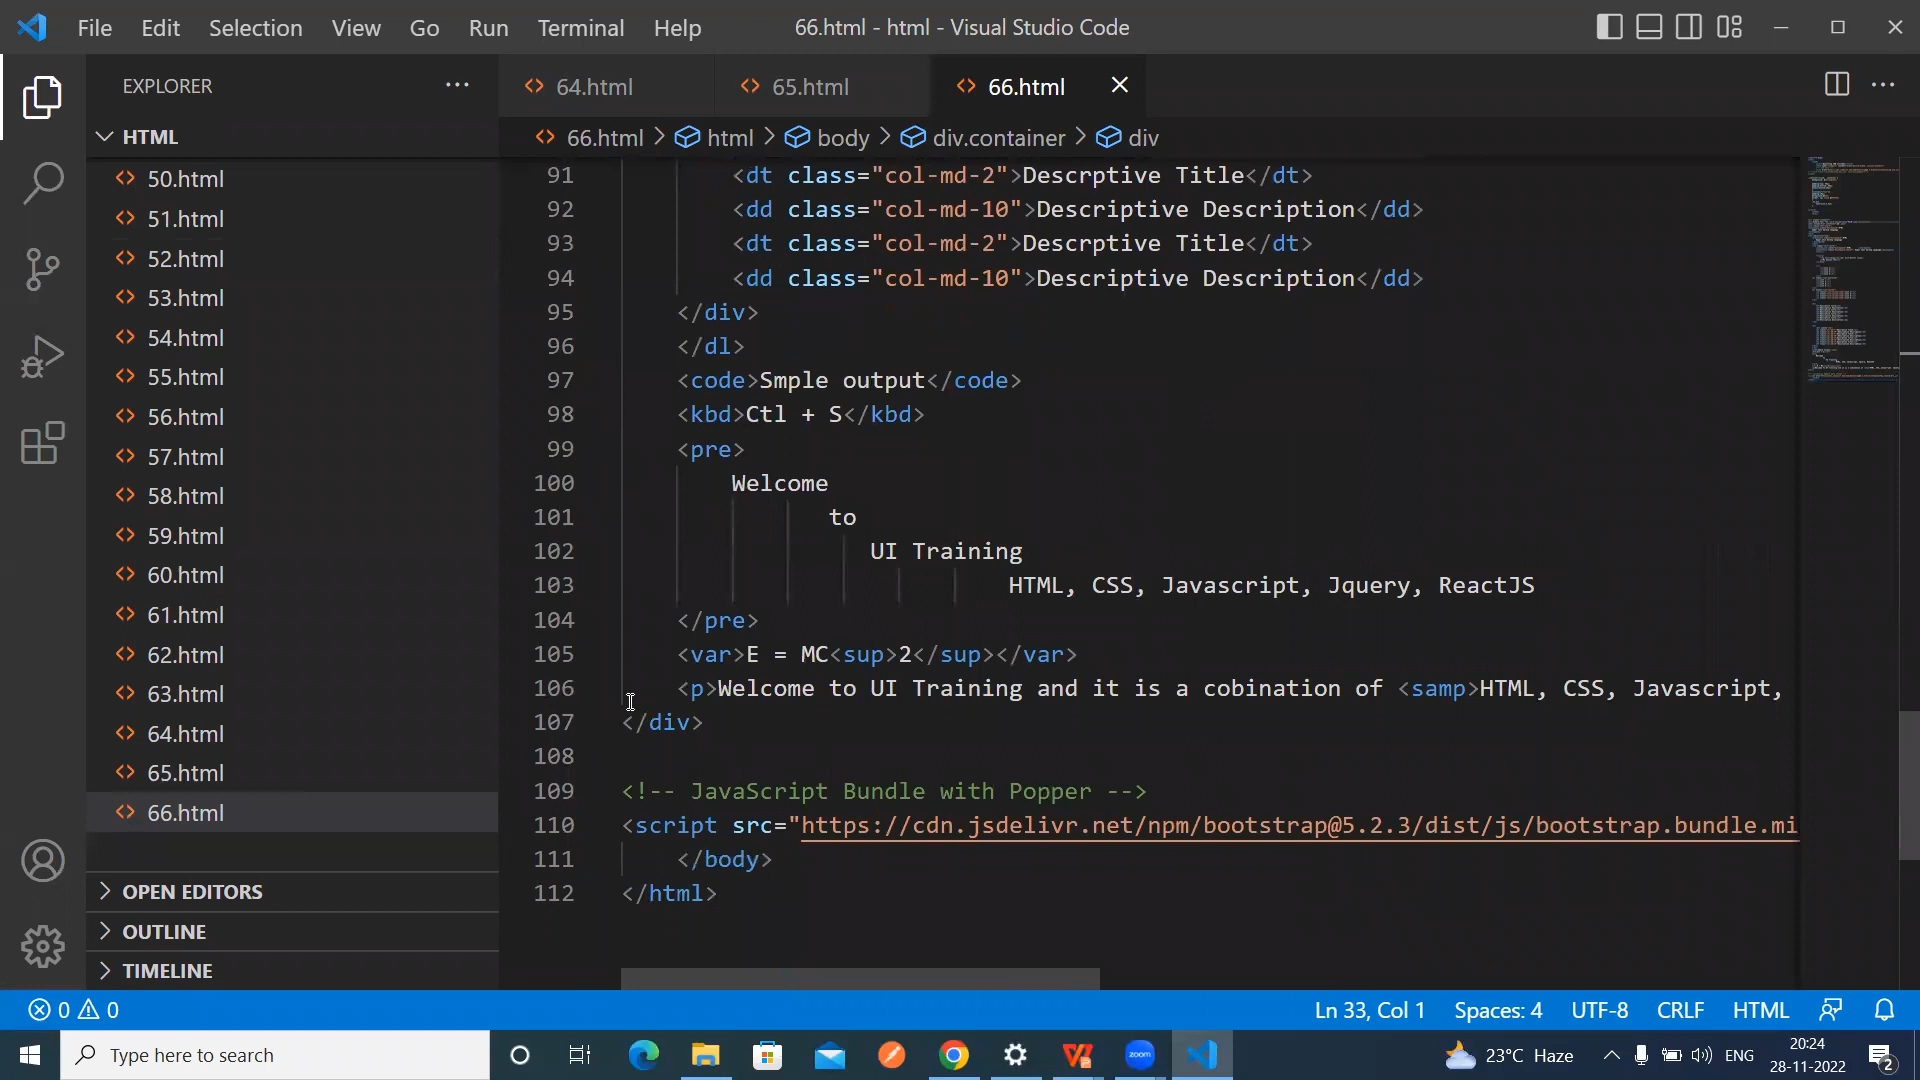 File Edit Selection View Go Run Terminal Help 66.html - html - Visual Studio Code
EXPLORER ...
64.html 65.html 66.html
HTML
66.html > html > body > div.container > div
50.html
51.html
52.html
53.html
54.html
55.html
56.html
57.html
58.html
59.html
60.html
61.html
62.html
63.html
64.html
65.html
66.html
OPEN EDITORS
OUTLINE
TIMELINE
91 <dt class="col-md-2">Descrptive Title</dt>
92 <dd class="col-md-10">Descriptive Description</dd>
93 <dt class="col-md-2">Descrptive Title</dt>
94 <dd class="col-md-10">Descriptive Description</dd>
95 </div>
96 </dl>
97 <code>Smple output</code>
98 <kbd>Ctl + S</kbd>
99 <pre>
100 Welcome
101 to
102 UI Training
103 HTML, CSS, Javascript, Jquery, ReactJS
104 </pre>
105 <var>E = MC<sup>2</sup></var>
106 <p>Welcome to UI Training and it is a cobination of <samp>HTML, CSS, Javascript,
107 </div>
108
109 <!-- JavaScript Bundle with Popper -->
110 <script src="https://cdn.jsdelivr.net/npm/bootstrap@5.2.3/dist/js/bootstrap.bundle.mi
111 </body>
112 </html>
0 0 Ln 33, Col 1 Spaces: 4 UTF-8 CRLF HTML
Type here to search zoom 23°C Haze ENG 20:24
28-11-2022 2